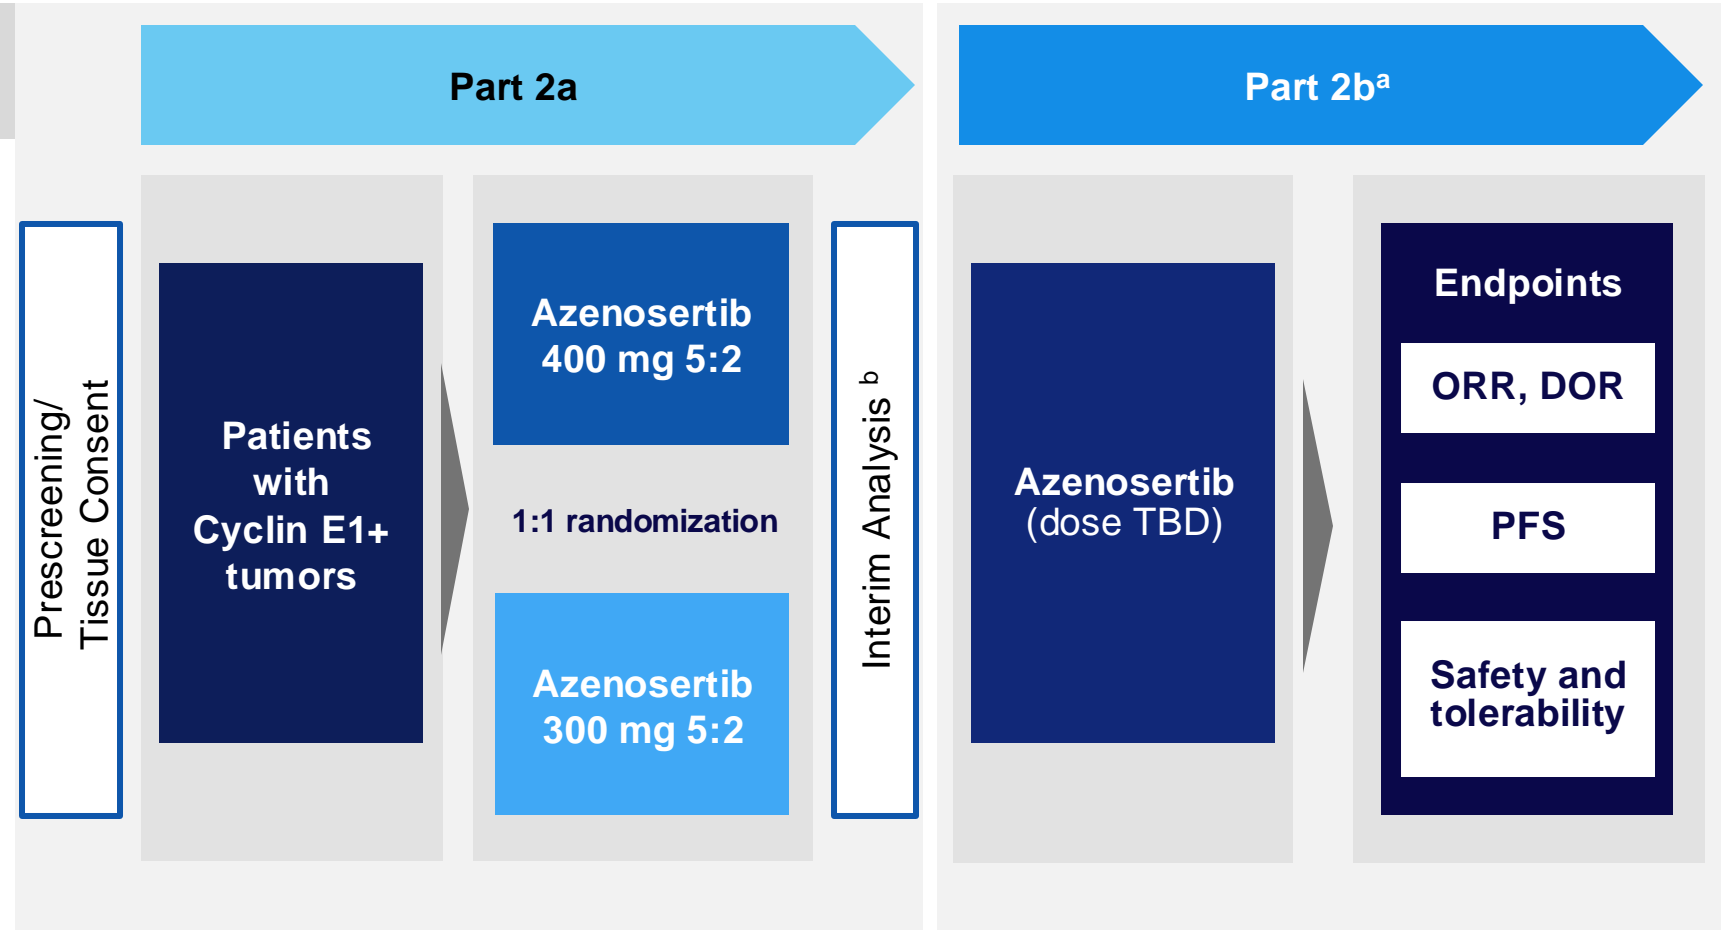 Part 2a
Part 2bᵃ
Prescreening/
Tissue Consent
Patients
with
Cyclin E1+
tumors
Azenosertib
400 mg 5:2
1:1 randomization
Azenosertib
300 mg 5:2
Interim Analysis ᵇ
Azenosertib
(dose TBD)
Endpoints
ORR, DOR
PFS
Safety and
tolerability